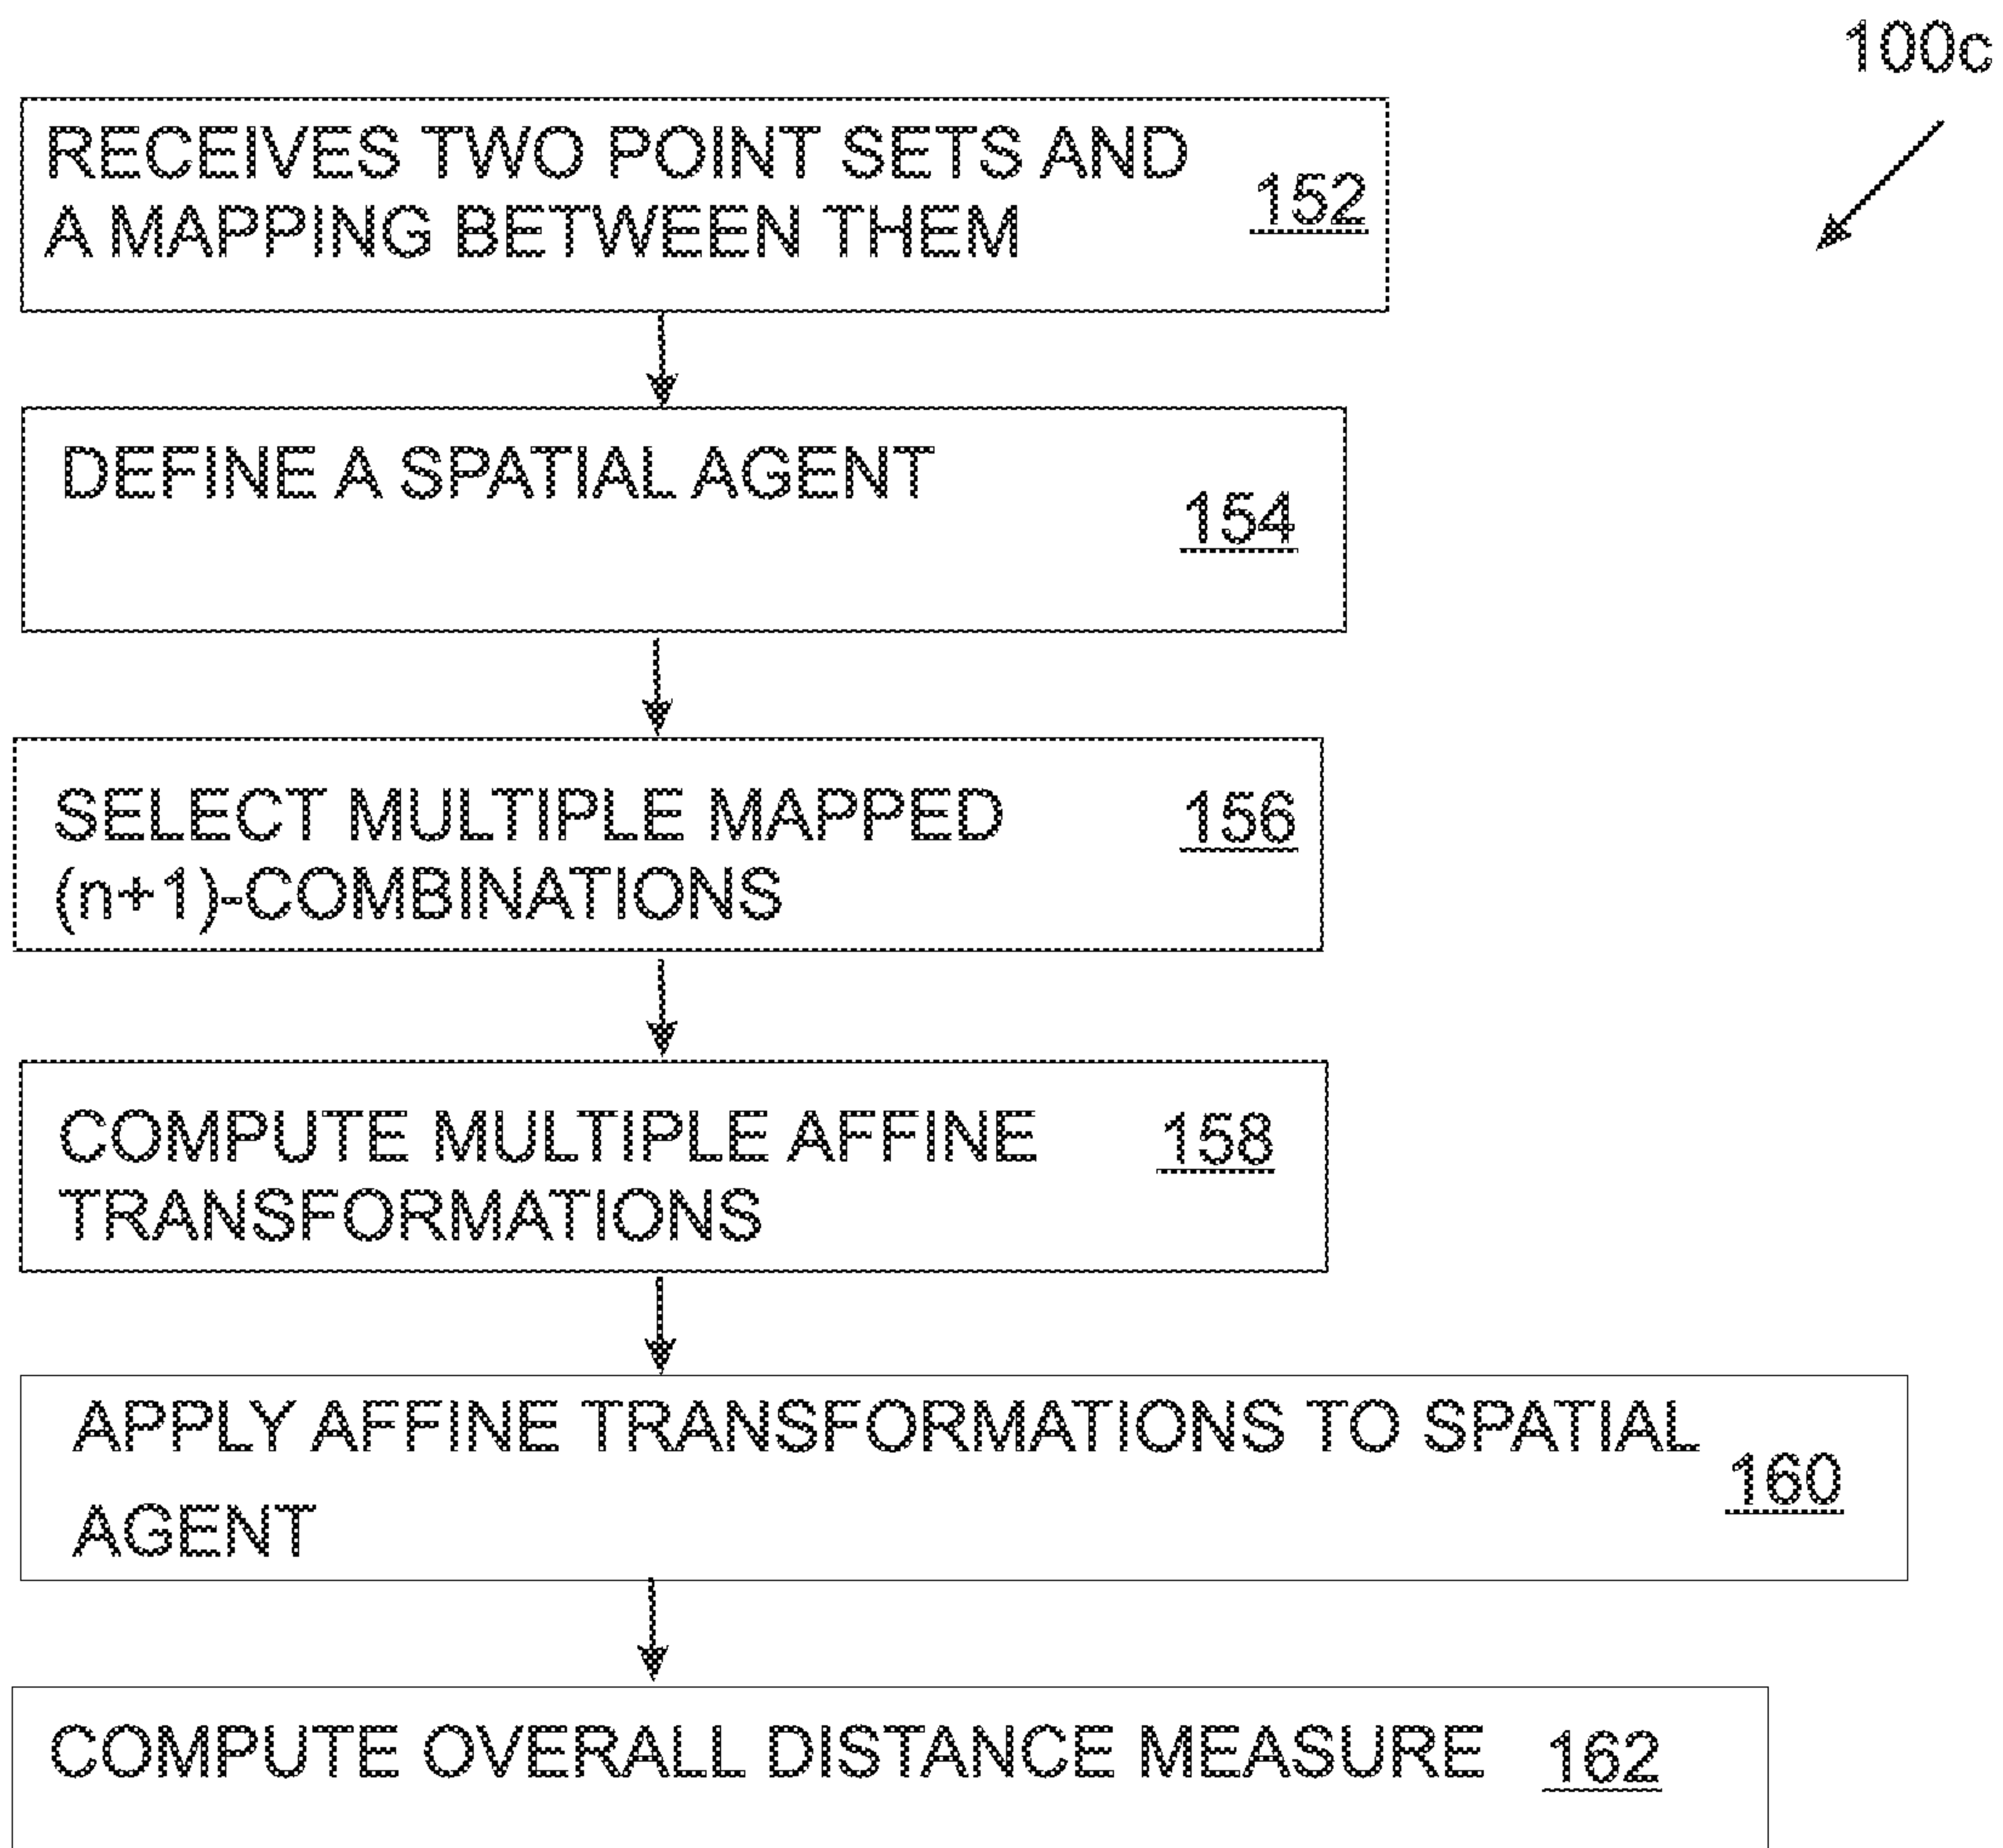 100c
RECEIVES TWO POINT SETS AND
A MAPPING BETWEEN THEM
152
DEFINE A SPATIAL AGENT
154
SELECT MULTIPLE MAPPED
(n+1)-COMBINATIONS
156
COMPUTE MULTIPLE AFFINE
TRANSFORMATIONS
158
APPLY AFFINE TRANSFORMATIONS TO SPATIAL
AGENT
160
COMPUTE OVERALL DISTANCE MEASURE
162